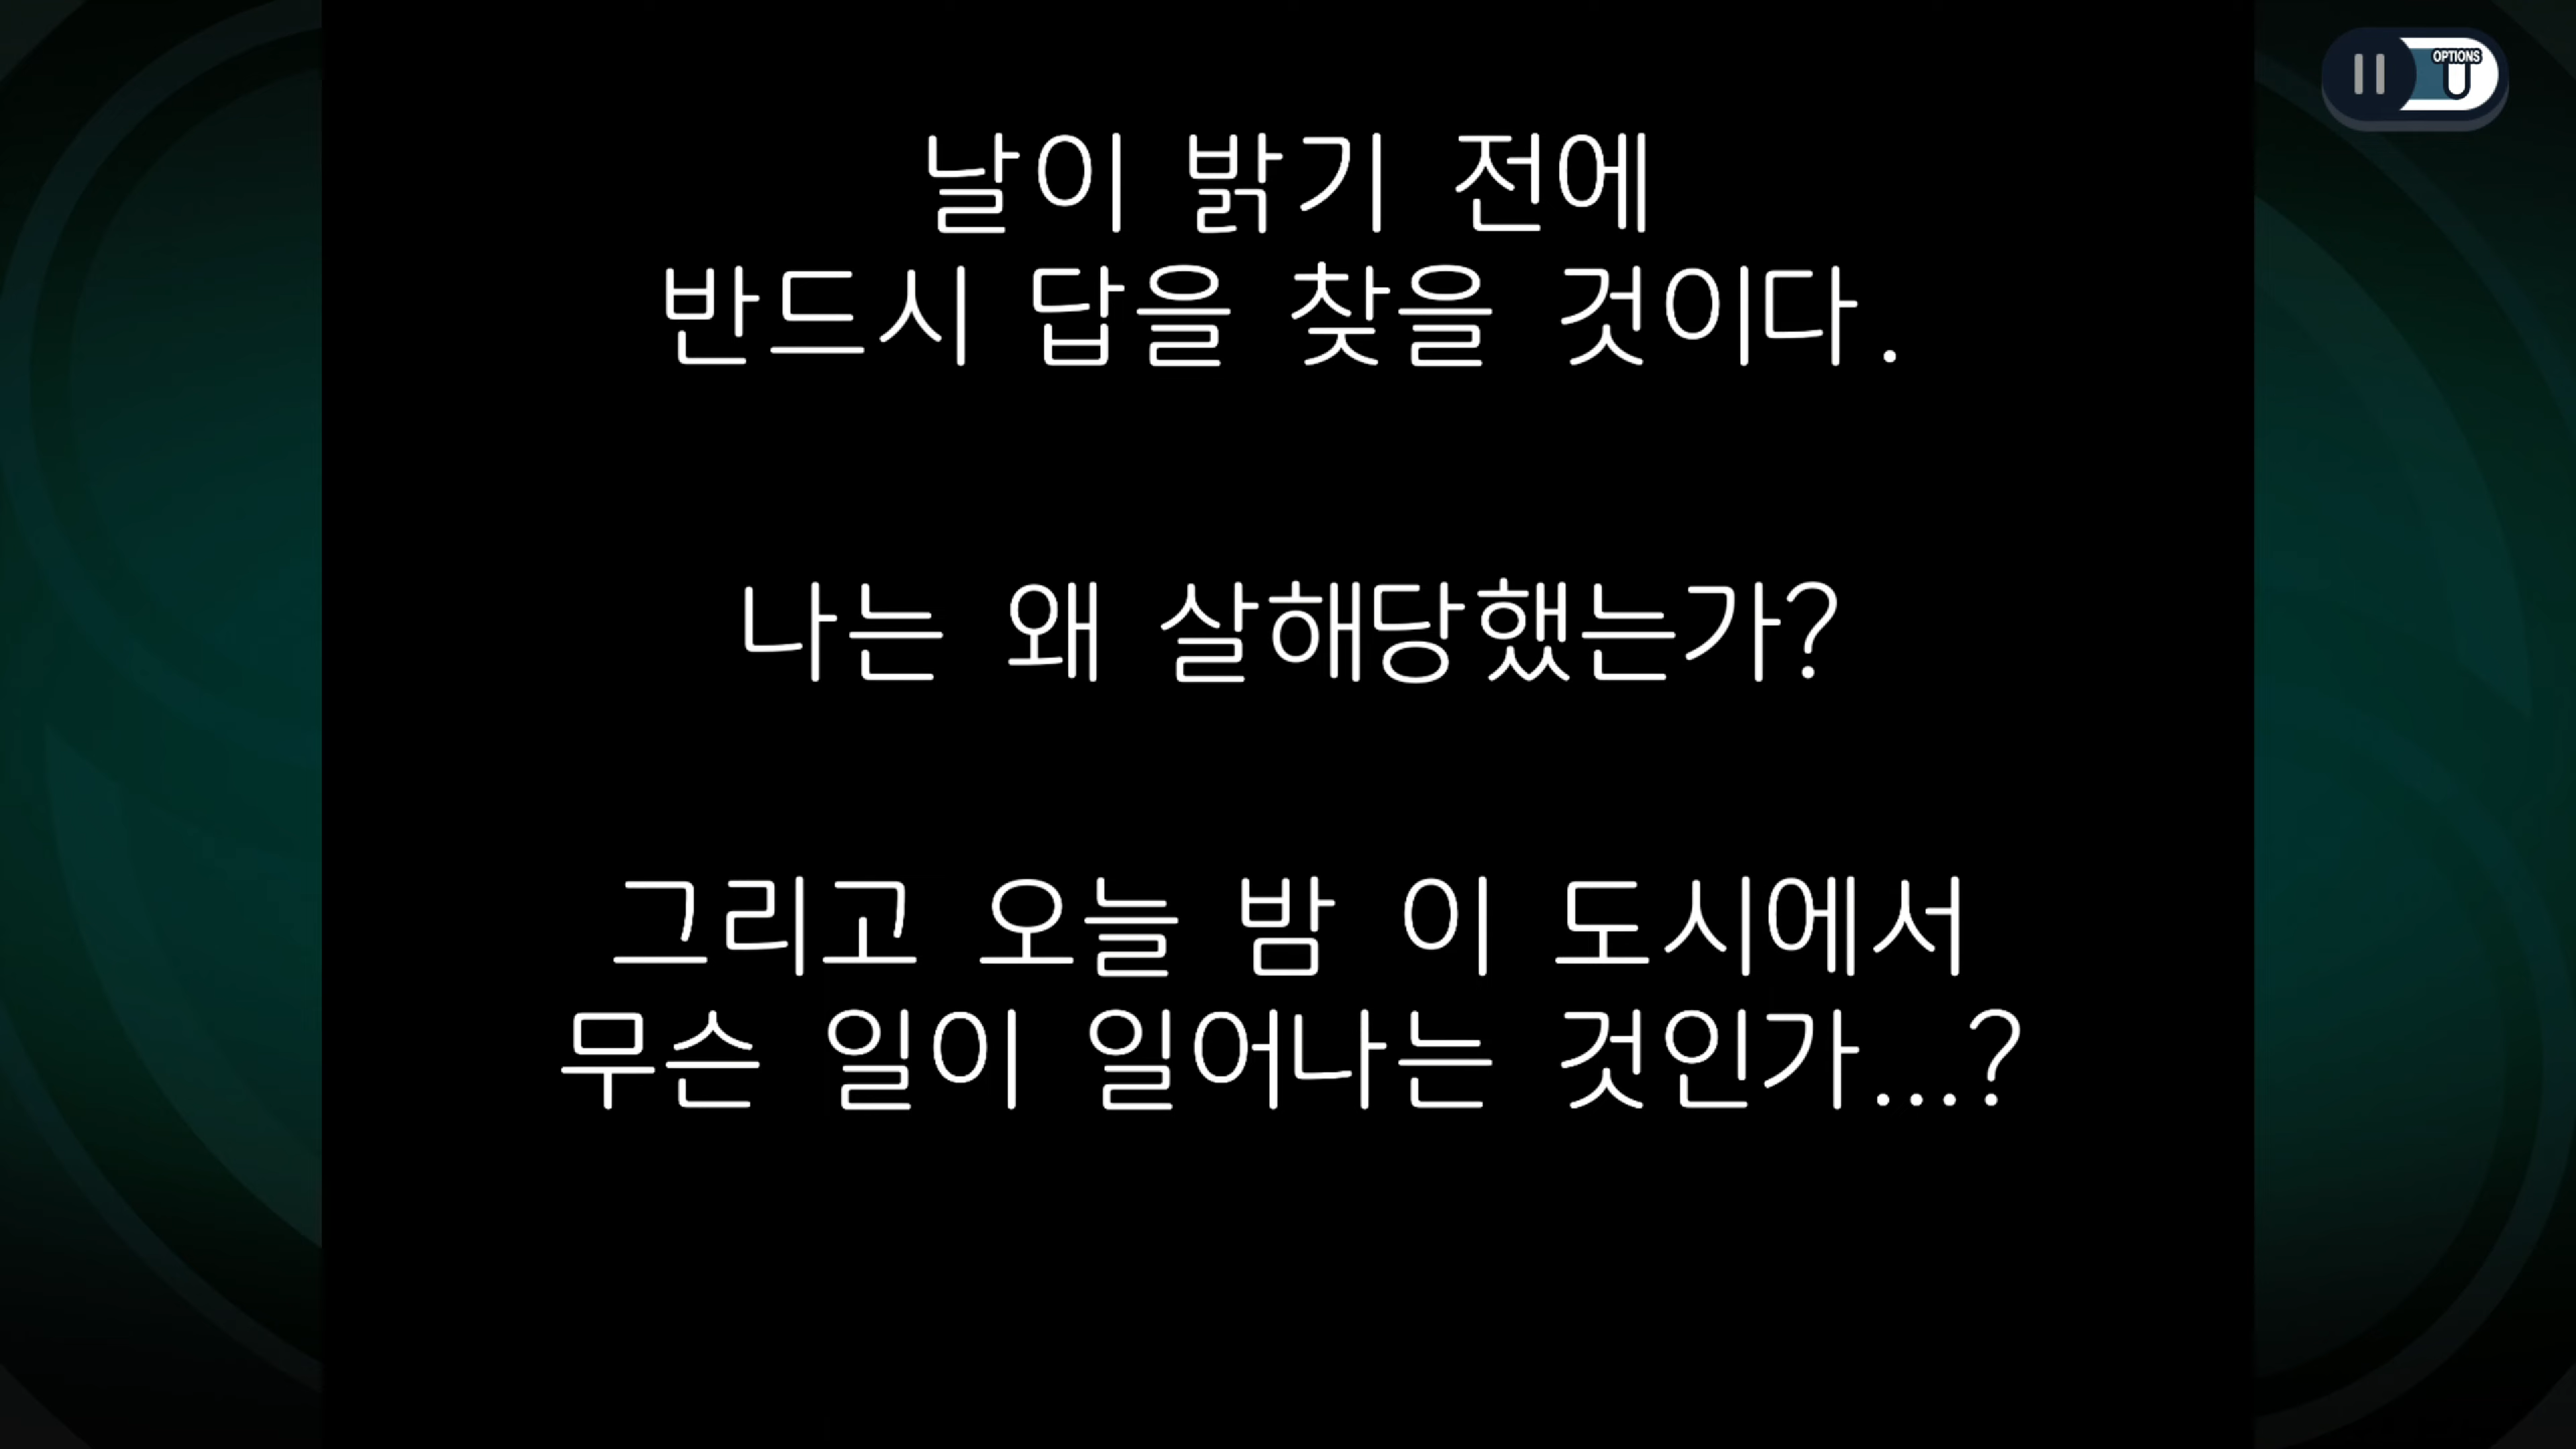 OPTIONS
날이 밝기 전에
반드시 답을 찾을 것이다.
나는 왜 살해당했는가?
그리고 오늘 밤 이 도시에서
무슨 일이 일어나는 것인가...?